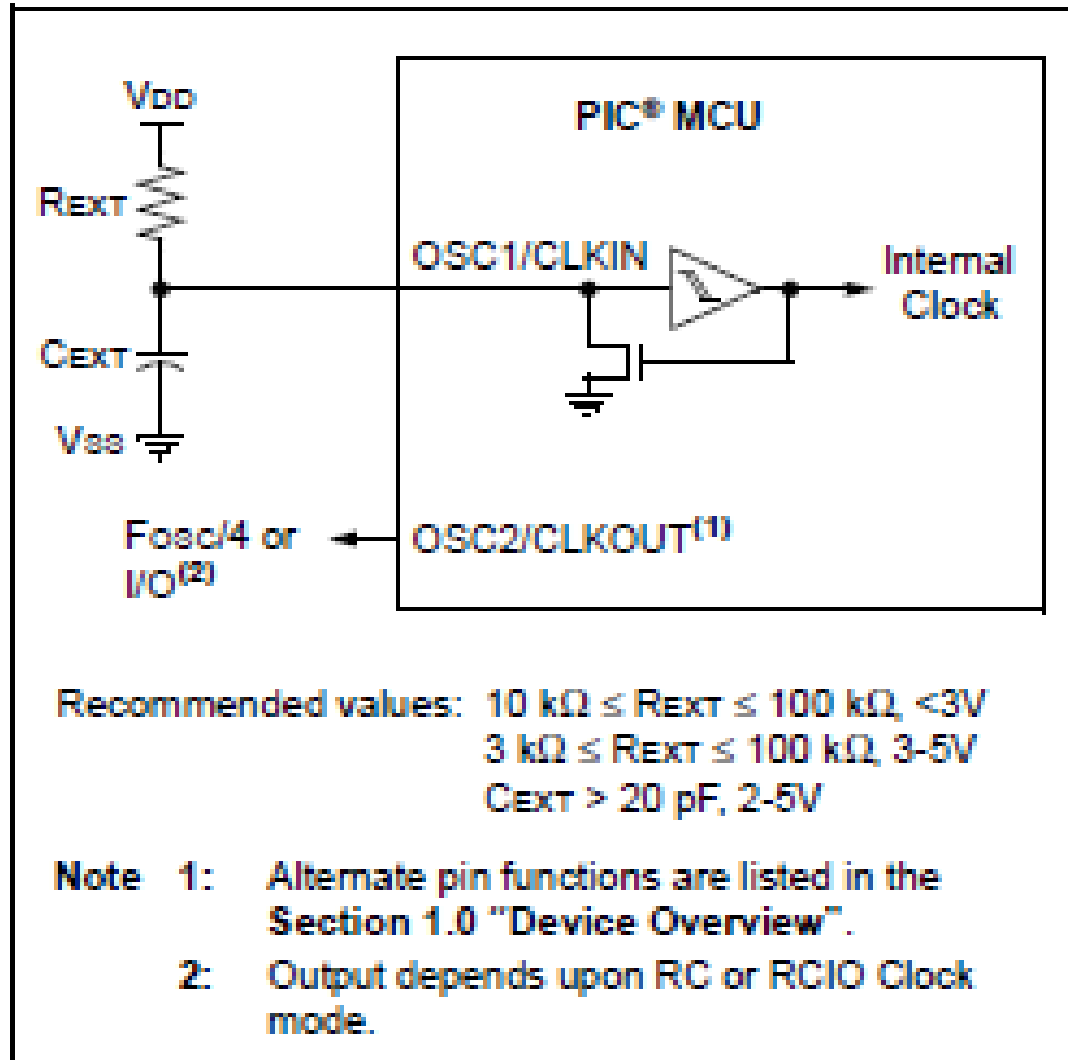 VDD
PIC® MCU
REXT
OSC1/CLKIN
Internal
Clock
CEXT
VSS
FOSC/4 or
I/O(2)
OSC2/CLKOUT(1)
Recommended values: 10 kΩ ≤ REXT ≤ 100 kΩ, <3V
3 kΩ ≤ REXT ≤ 100 kΩ, 3-5V
CEXT > 20 pF, 2-5V
Note 1: Alternate pin functions are listed in the
Section 1.0 "Device Overview".
2: Output depends upon RC or RCIO Clock
mode.